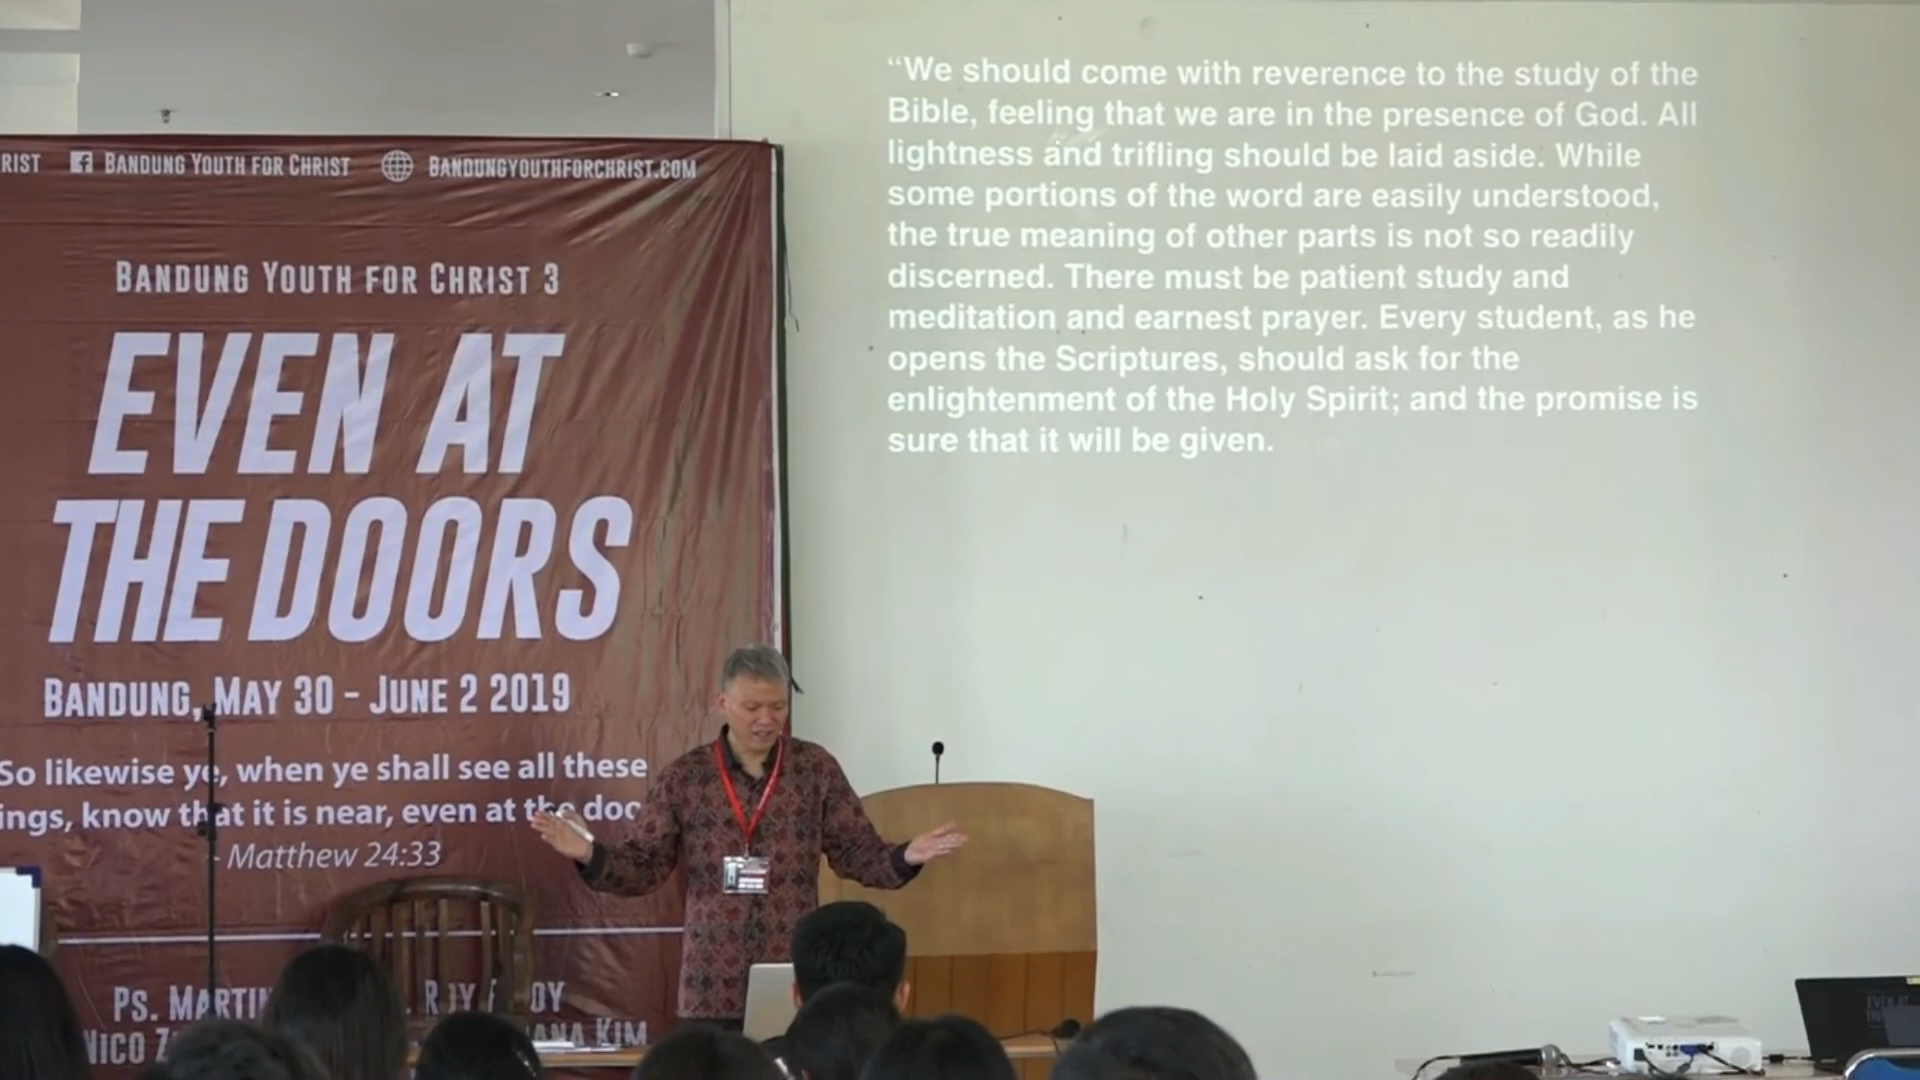 RIST BANDUNG YOUTH FOR CHRIST BANDUNGYOUTHFORCHRIST.COM
BANDUNG YOUTH FOR CHRIST 3
EVEN AT
THE DOORS
BANDUNG, MAY 30 - JUNE 2 2019
So likewise ye, when ye shall see all these
ings, know that it is near, even at the doo
- Matthew 24:33
PS. MARTIN
NICO KIM
“We should come with reverence to the study of the
Bible, feeling that we are in the presence of God. All
lightness and trifling should be laid aside. While
some portions of the word are easily understood,
the true meaning of other parts is not so readily
discerned. There must be patient study and
meditation and earnest prayer. Every student, as he
opens the Scriptures, should ask for the
enlightenment of the Holy Spirit; and the promise is
sure that it will be given.
EVEN AT